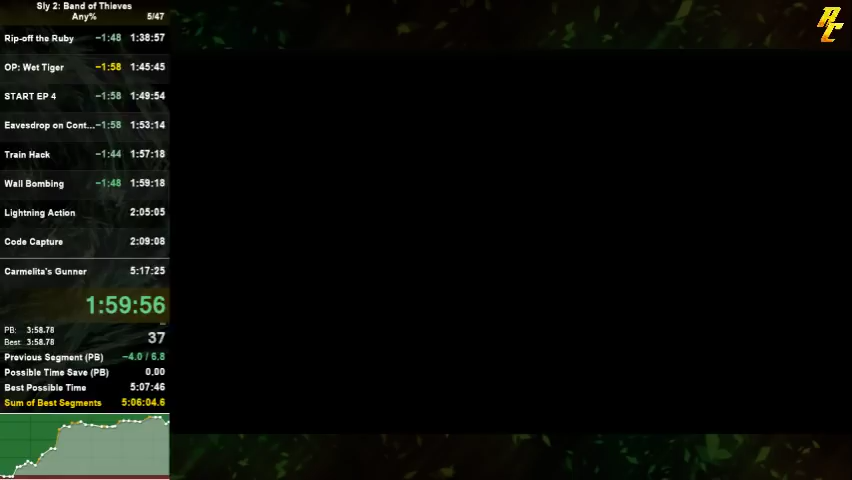 Sly 2: Band of Thieves
Any% 5/47
Rip-off the Ruby −1:48 1:38:57
OP: Wet Tiger −1:58 1:45:45
START EP 4 −1:58 1:49:54
Eavesdrop on Cont... −1:58 1:53:14
Train Hack −1:44 1:57:18
Wall Bombing −1:48 1:59:18
Lightning Action 2:05:05
Code Capture 2:09:08
Carmelita's Gunner 5:17:25
1:59:56
PB: 3:58.78
Best: 3:58.78
37
Previous Segment (PB) −4.0 / 6.8
Possible Time Save (PB) 0.00
Best Possible Time 5:07:46
Sum of Best Segments 5:06:04.6